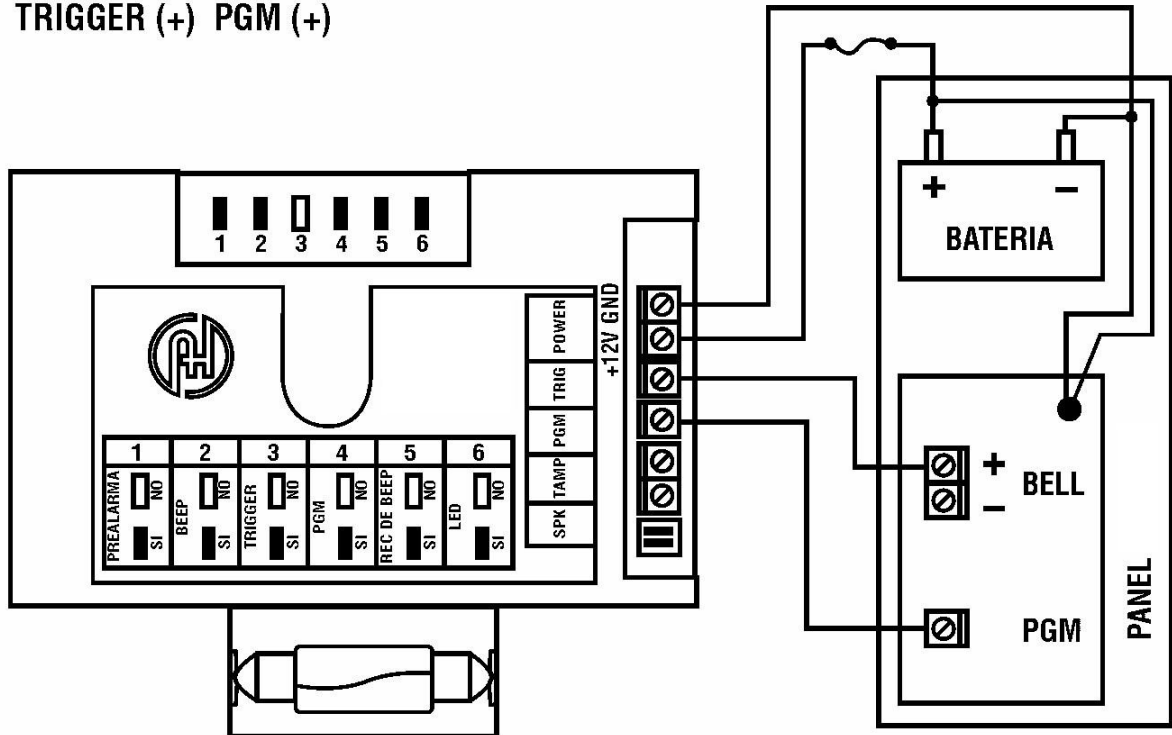 TRIGGER (+) PGM (+)
1 2 3 4 5 6
+12V GND
POWER
TRIG
PGM
TAMP
SPK
1 2 3 4 5 6
PREALARMA
SI NO
BEEP
SI NO
TRIGGER
SI NO
PGM
SI NO
REC DE BEEP
SI NO
LED
SI NO
+ −
BATERIA
+
BELL
−
PGM
PANEL